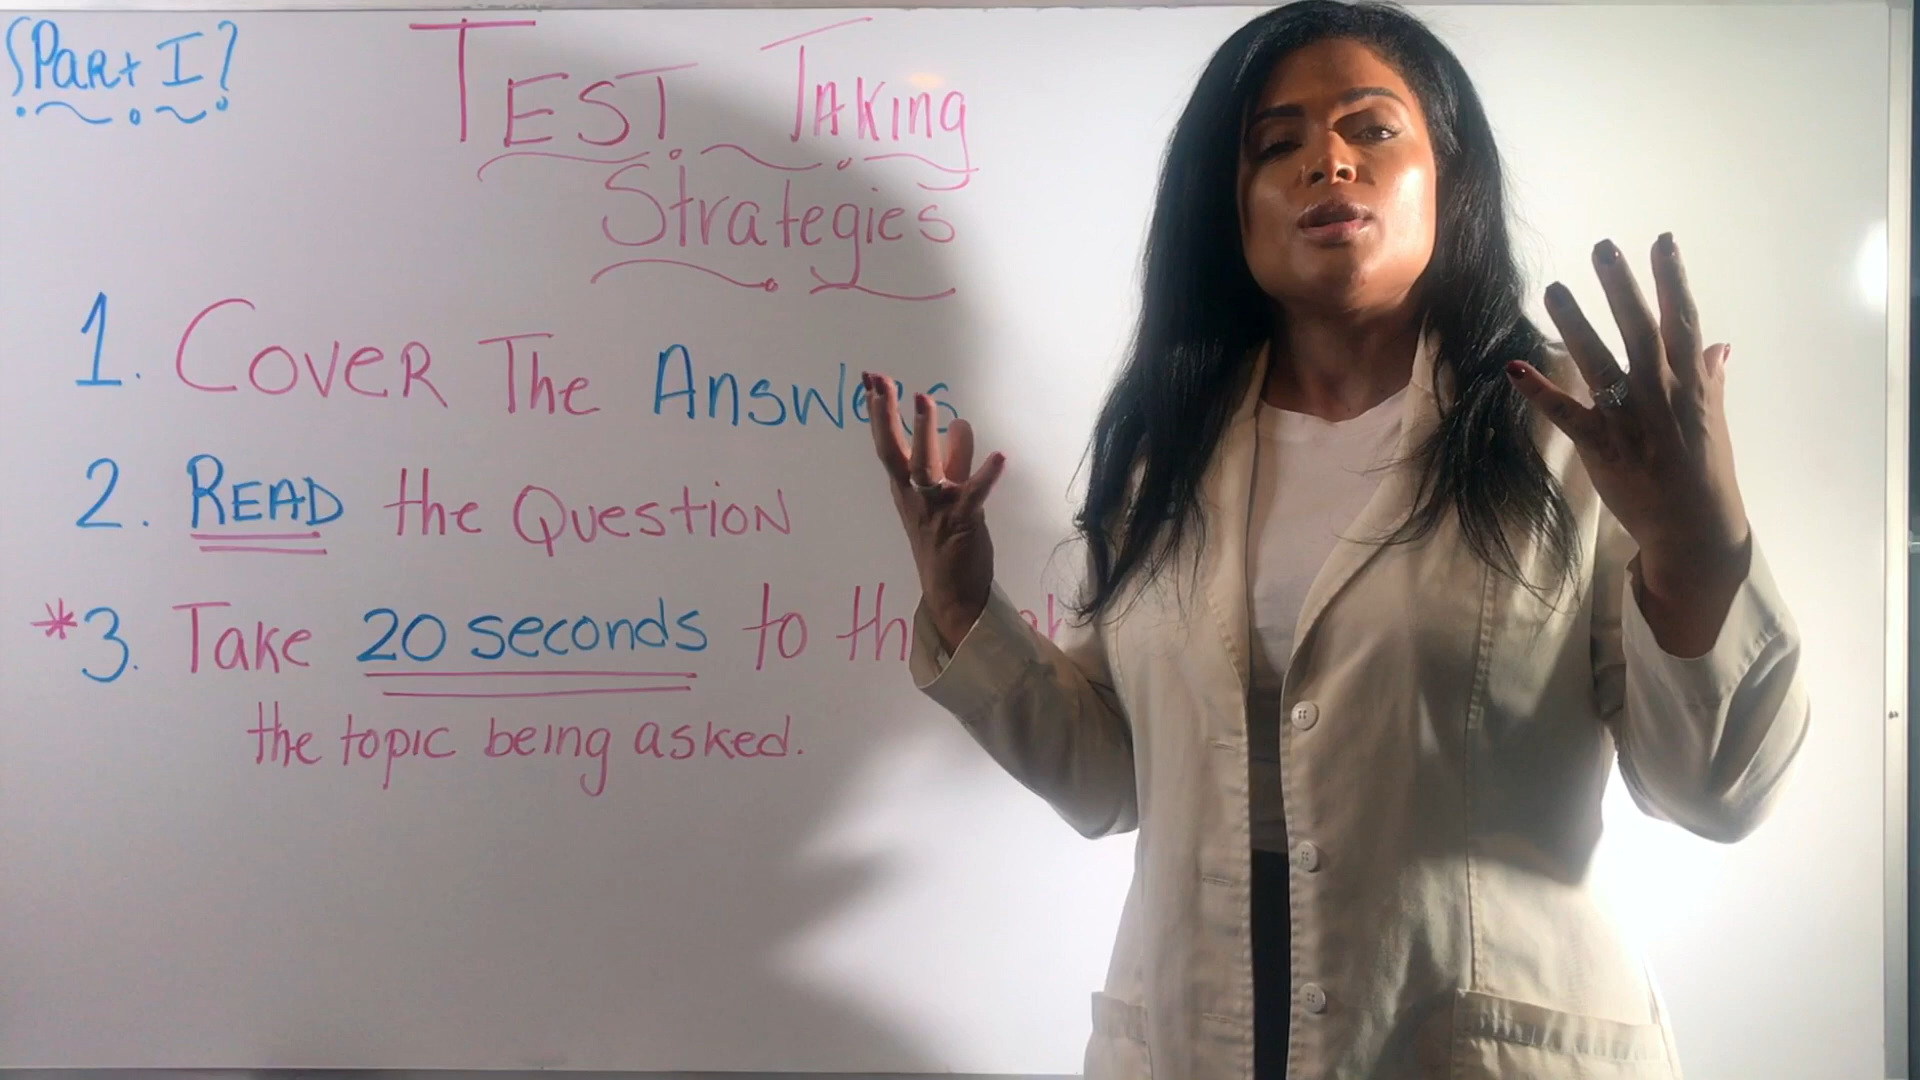 {Part I}
TEST TAKing
Strategies
1. COVER The Answers
2. READ the QUESTION
*3. Take 20 seconds to
the topic being asked.